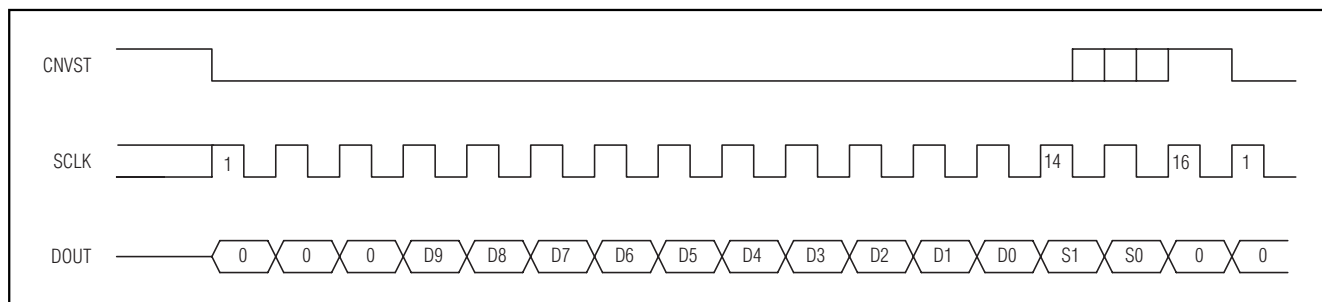 CNVST
SCLK 1 14 16 1
DOUT 0 0 0 D9 D8 D7 D6 D5 D4 D3 D2 D1 D0 S1 S0 0 0